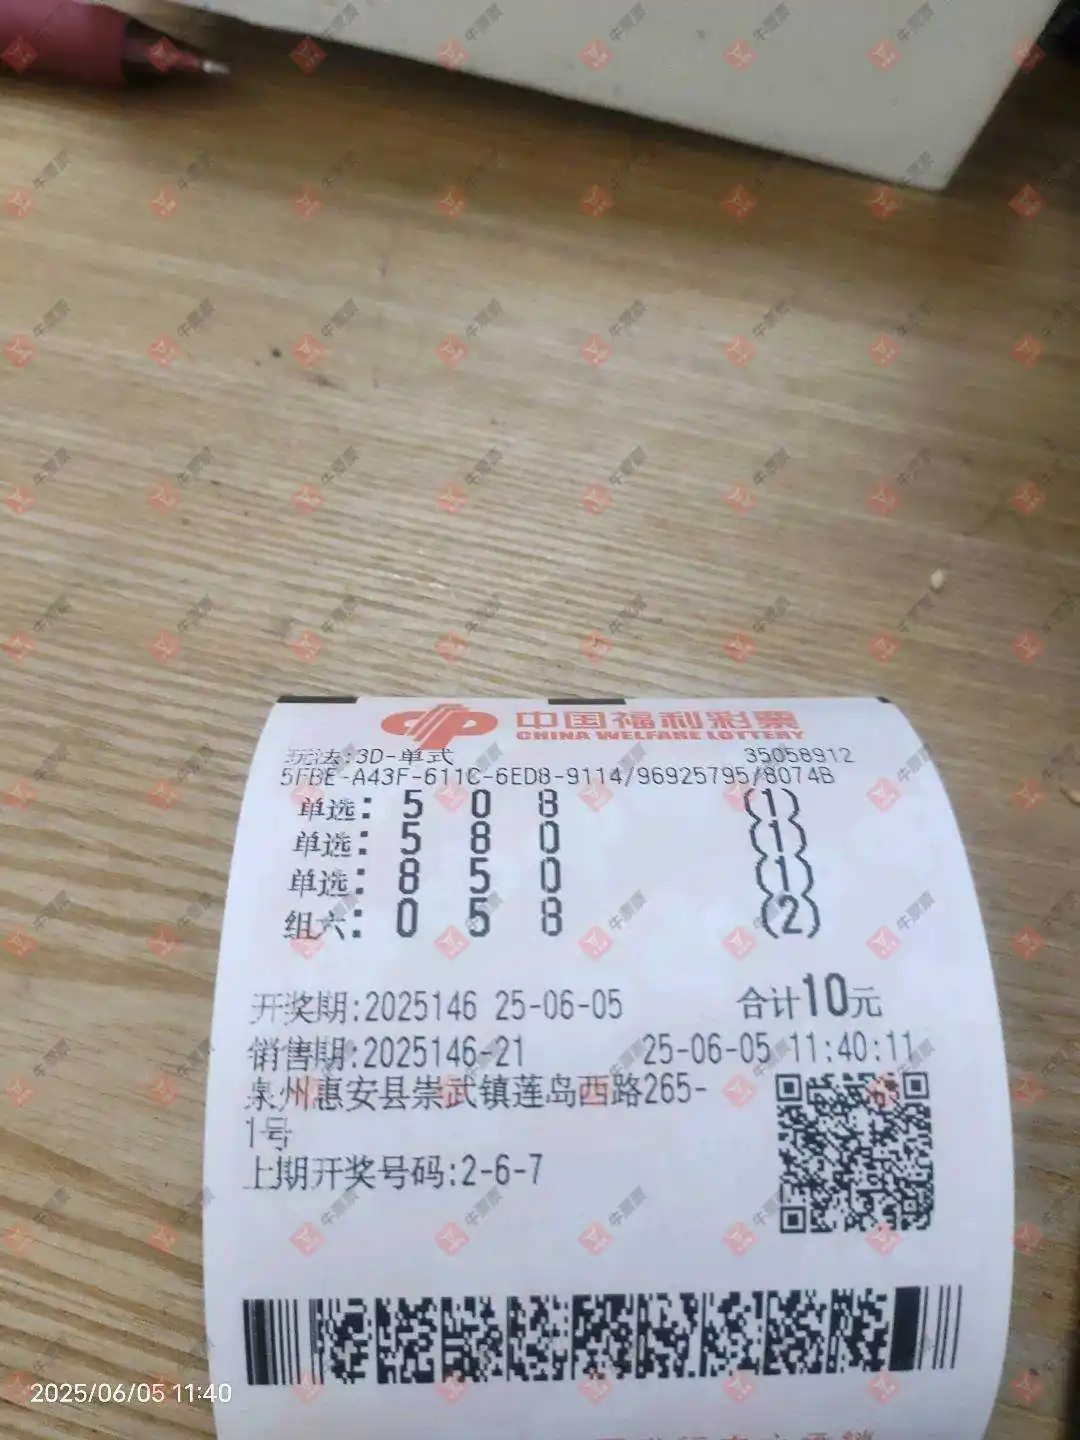 中国福利彩票
CHINA WELFARE LOTTERY
玩法:3D-单式 35058912
5FBE-A43F-611C-6ED8-9114/96925795/8074B
单选: 5 0 8 (1)
单选: 5 8 0 (1)
单选: 8 5 0 (1)
组六: 0 5 8 (2)
开奖期:2025146 25-06-05 合计10元
销售期:2025146-21 25-06-05 11:40:11
泉州惠安县崇武镇莲岛西路265-
1号
上期开奖号码:2-6-7
2025/06/05 11:40
牛票票